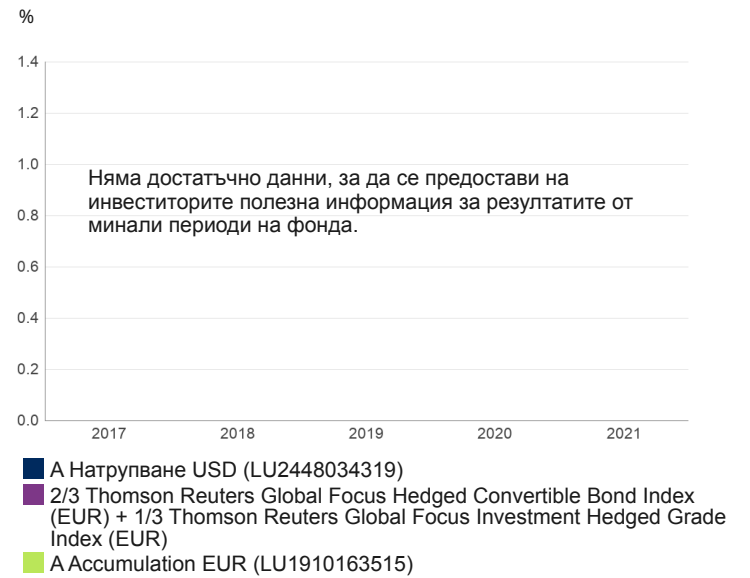 %
1.4
1.2
1.0
Няма достатъчно данни, за да се предостави на
инвеститорите полезна информация за резултатите от
минали периоди на фонда.
0.8
0.6
0.4
0.2
0.0
2017 2018 2019 2020 2021
A Натрупване USD (LU2448034319)
2/3 Thomson Reuters Global Focus Hedged Convertible Bond Index
(EUR) + 1/3 Thomson Reuters Global Focus Investment Hedged Grade
Index (EUR)
A Accumulation EUR (LU1910163515)